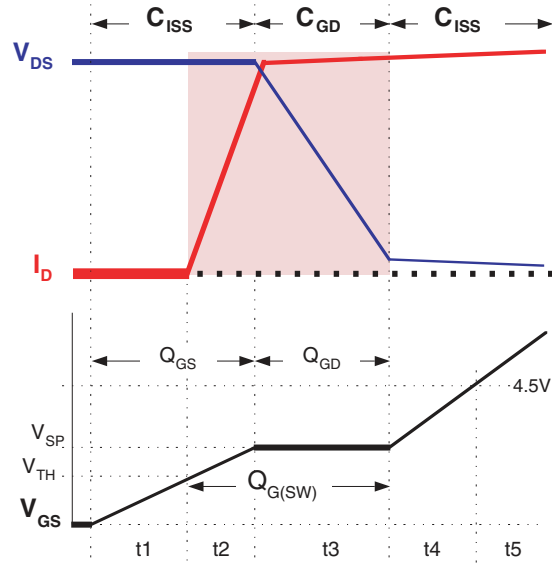 C_ISS C_GD C_ISS
V_DS
I_D
Q_GS Q_GD
4.5V
V_SP
V_TH
Q_G(SW)
V_GS
t1 t2 t3 t4 t5